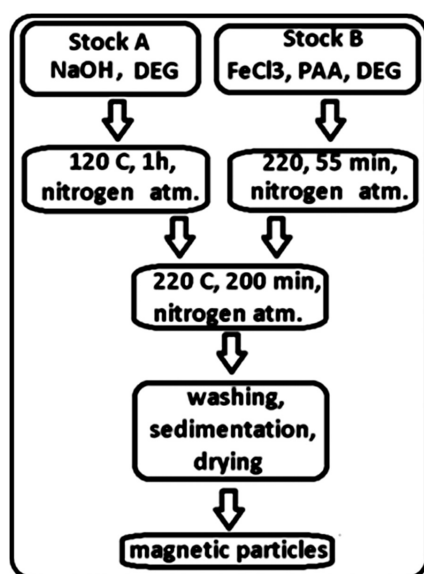 Stock A
NaOH, DEG
Stock B
FeCl3, PAA, DEG
120 C, 1h,
nitrogen atm.
220, 55 min,
nitrogen atm.
220 C, 200 min,
nitrogen atm.
washing,
sedimentation,
drying
magnetic particles